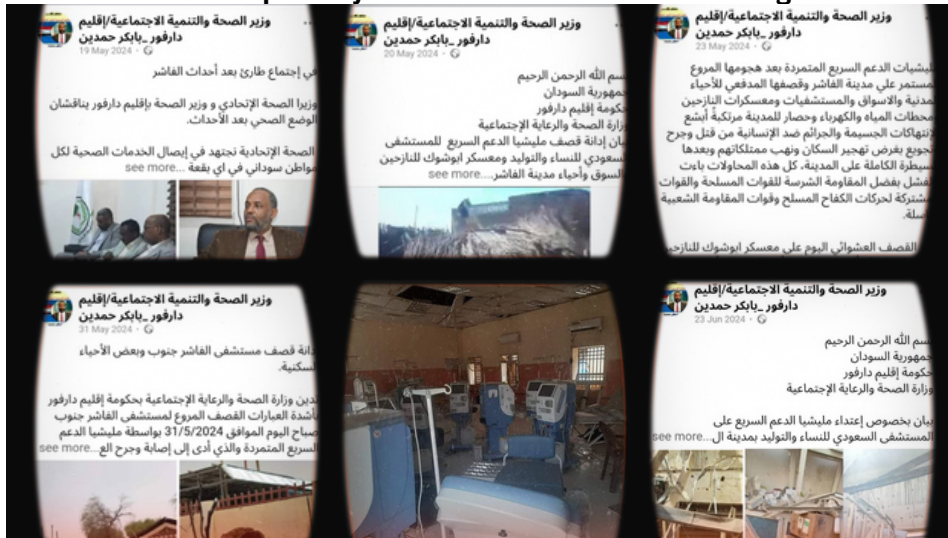 وزير الصحة والتنمية الاجتماعية/إقليم
دارفور _بابكر حمدين
19 May 2024
في إجتماع طارئ بعد أحداث الفاشر
وزيرا الصحة الإتحادي و وزير الصحة بإقليم دارفور يناقشان
الوضع الصحي بعد الأحداث.
الصحة الإتحادية تجتهد في إيصال الخدمات الصحية لكل
مواطن سوداني في اي بقعة ...see more
وزير الصحة والتنمية الاجتماعية/إقليم
دارفور _بابكر حمدين
20 May 2024
بسم الله الرحمن الرحيم
جمهورية السودان
حكومة إقليم دارفور
وزارة الصحة والرعاية الإجتماعية
بيان إدانة قصف مليشيا الدعم السريع للمستشفى
السعودي للنساء والتوليد ومعسكر ابوشوك للنازحين
والسوق وأحياء مدينة الفاشر....see more
وزير الصحة والتنمية الاجتماعية/إقليم
دارفور _بابكر حمدين
23 May 2024
مليشيات الدعم السريع المتمردة بعد هجومها المروع
مستمر علي مدينة الفاشر وقصفها المدفعي للأحياء
المدنية والاسواق والمستشفيات ومعسكرات النازحين
محطات المياه والكهرباء وحصار للمدينة مرتكبةً أبشع
الإنتهاكات الجسيمة والجرائم ضد الإنسانية من قتل وجرح
تجويع بغرض تهجير السكان ونهب ممتلكاتهم وبعدها
السيطرة الكاملة على المدينة، كل هذه المحاولات باءت
بالفشل بفضل المقاومة الشرسة للقوات المسلحة والقوات
المشتركة لحركات الكفاح المسلح وقوات المقاومة الشعبية
القصف العشوائي اليوم على معسكر ابوشوك للنازحين
وزير الصحة والتنمية الاجتماعية/إقليم
دارفور _بابكر حمدين
31 May 2024
إدانة قصف مستشفى الفاشر جنوب وبعض الأحياء
السكنية.
تدين وزارة الصحة والرعاية الإجتماعية بحكومة إقليم دارفور
بأشدة العبارات القصف المروع لمستشفى الفاشر جنوب
صباح اليوم الموافق 31/5/2024 بواسطة مليشيا الدعم
السريع المتمردة والذي أدى إلى إصابة وجرح الع...see more
وزير الصحة والتنمية الاجتماعية/إقليم
دارفور _بابكر حمدين
23 Jun 2024
بسم الله الرحمن الرحيم
جمهورية السودان
حكومة إقليم دارفور
وزارة الصحة والرعاية الإجتماعية
بيان بخصوص إعتداء مليشيا الدعم السريع على
المستشفى السعودي للنساء والتوليد بمدينة ال...see more